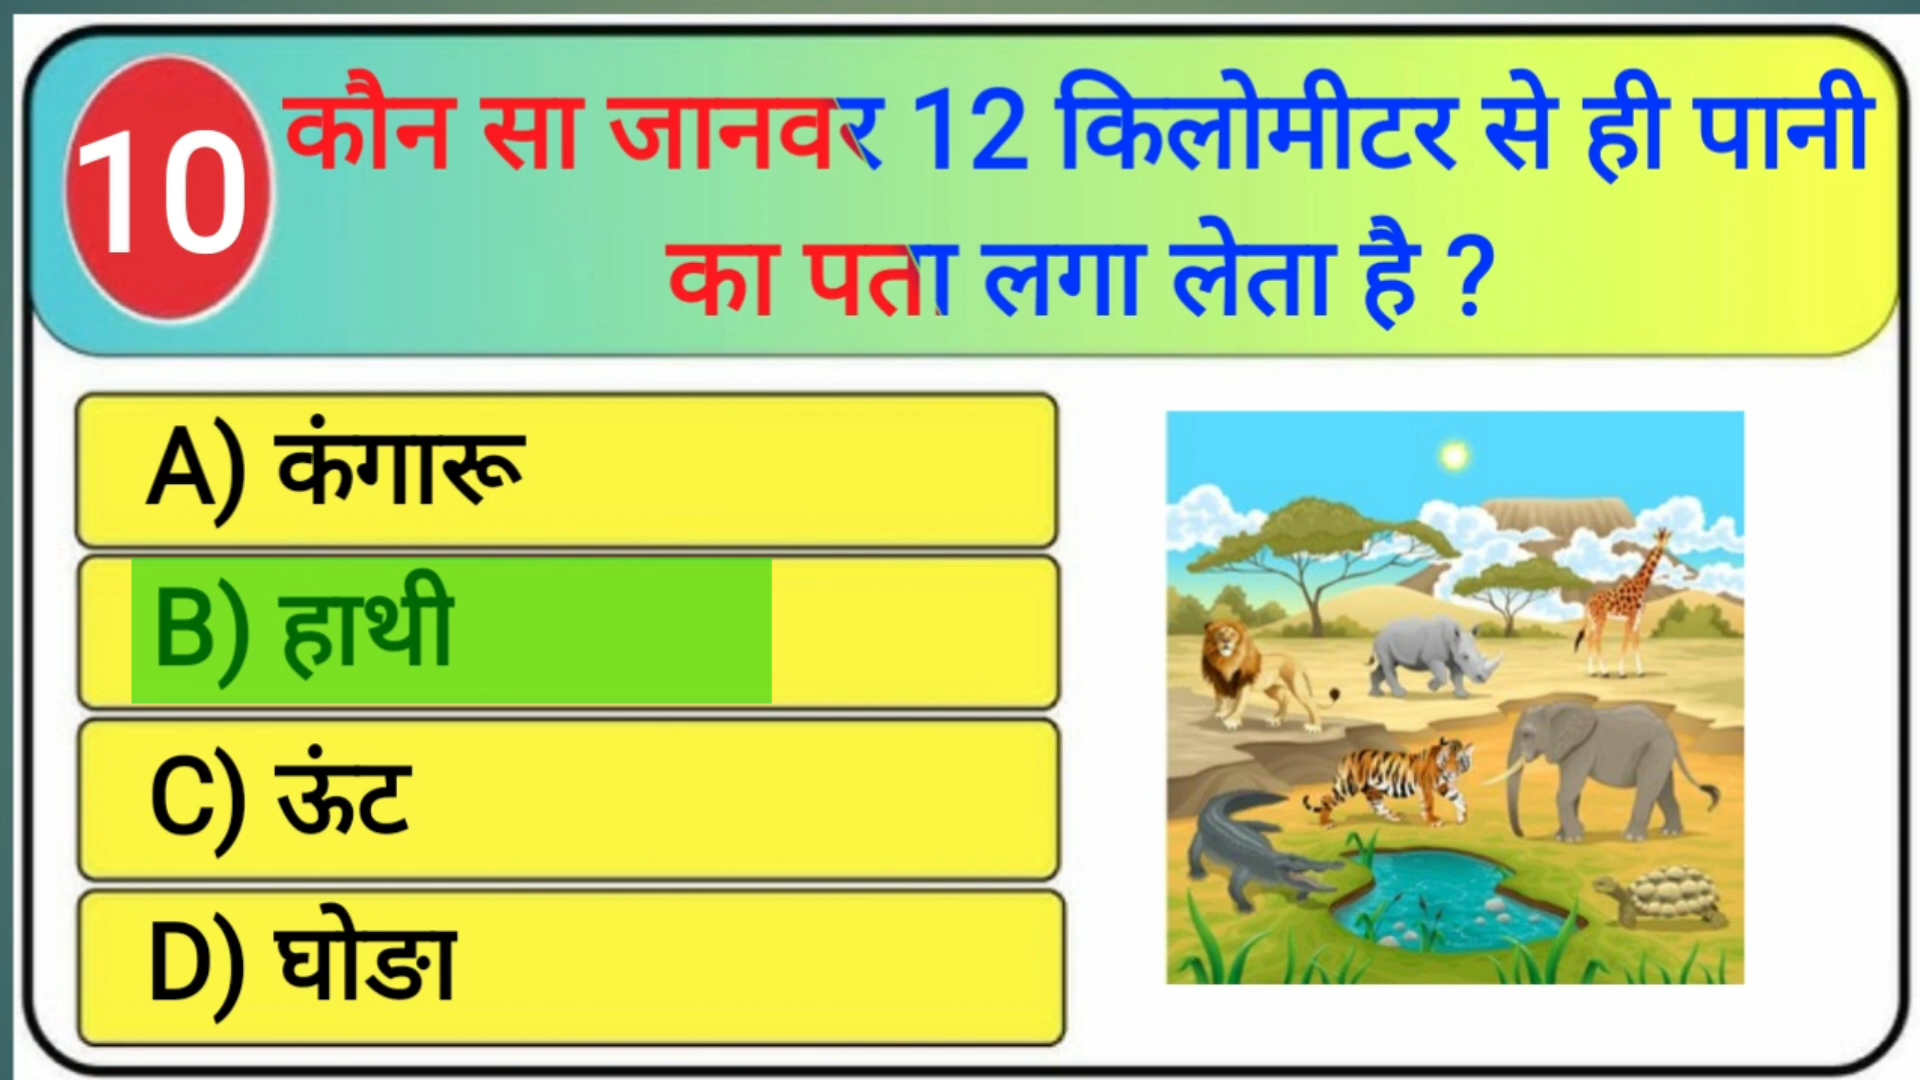 10
कौन सा जानवर 12 किलोमीटर से ही पानी
का पता लगा लेता है ?
A) कंगारू
B) हाथी
C) ऊंट
D) घोङा